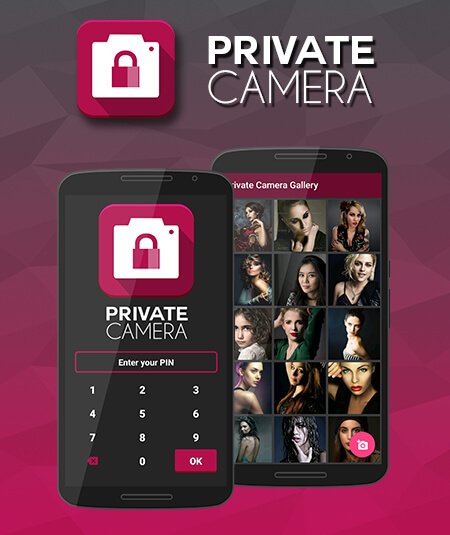 PRIVATE
CAMERA
Private Camera Gallery
PRIVATE
CAMERA
Enter your PIN
1 2 3
4 5 6
7 8 9
0 OK